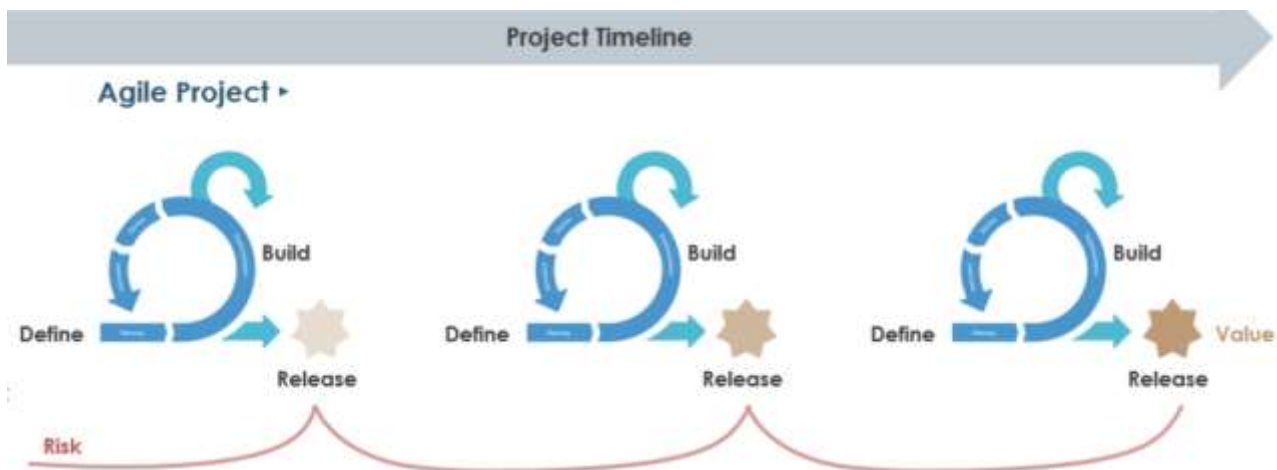 Project Timeline
Agile Project ▸
Build
Build
Build
Define
Define
Define
Value
Release
Release
Release
Risk